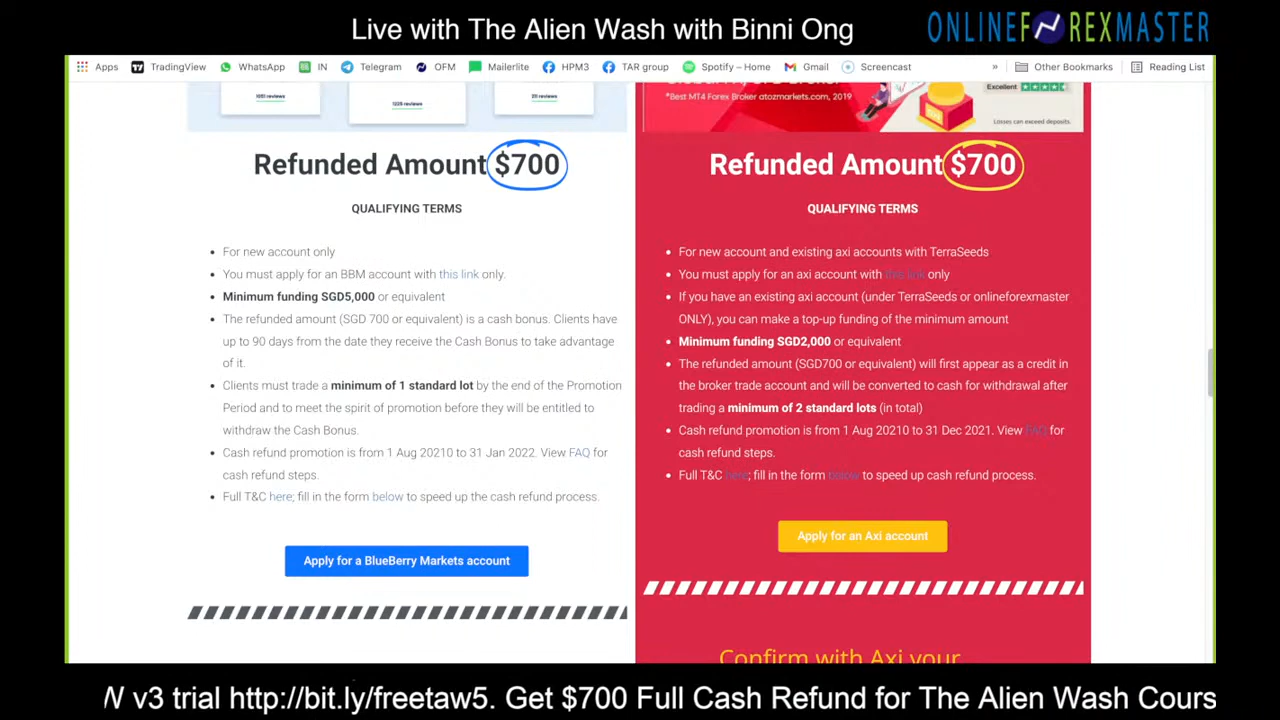 Live with The Alien Wash with Binni Ong
ONLINEFOREXMASTER
Apps TradingView WhatsApp IN Telegram OFM Mailerlite HPM3 TAR group Spotify – Home Gmail Screencast » Other Bookmarks Reading List
1225 reviews
*Best MT4 Forex Broker atozmarkets.com, 2019
Excellent
Losses can exceed deposits.
Refunded Amount $700
QUALIFYING TERMS
• For new account only
• You must apply for an BBM account with this link only.
• Minimum funding SGD5,000 or equivalent
• The refunded amount (SGD 700 or equivalent) is a cash bonus. Clients have
up to 90 days from the date they receive the Cash Bonus to take advantage
of it.
• Clients must trade a minimum of 1 standard lot by the end of the Promotion
Period and to meet the spirit of promotion before they will be entitled to
withdraw the Cash Bonus.
• Cash refund promotion is from 1 Aug 20210 to 31 Jan 2022. View FAQ for
cash refund steps.
• Full T&C here; fill in the form below to speed up the cash refund process.
Apply for a BlueBerry Markets account
Refunded Amount $700
QUALIFYING TERMS
• For new account and existing axi accounts with TerraSeeds
• You must apply for an axi account with this link only
• If you have an existing axi account (under TerraSeeds or onlineforexmaster
ONLY), you can make a top-up funding of the minimum amount
• Minimum funding SGD2,000 or equivalent
• The refunded amount (SGD700 or equivalent) will first appear as a credit in
the broker trade account and will be converted to cash for withdrawal after
trading a minimum of 2 standard lots (in total)
• Cash refund promotion is from 1 Aug 20210 to 31 Dec 2021. View FAQ for
cash refund steps.
• Full T&C here; fill in the form below to speed up cash refund process.
Apply for an Axi account
Confirm with Axi your
W v3 trial http://bit.ly/freetaw5. Get $700 Full Cash Refund for The Alien Wash Cours